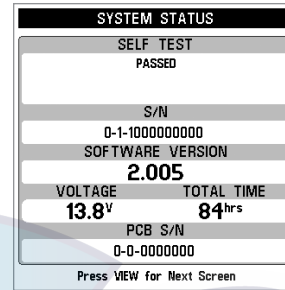 SYSTEM STATUS
SELF TEST
PASSED
S/N
0-1-1000000000
SOFTWARE VERSION
2.005
VOLTAGE TOTAL TIME
13.8V 84hrs
PCB S/N
0-0-0000000
Press VIEW for Next Screen